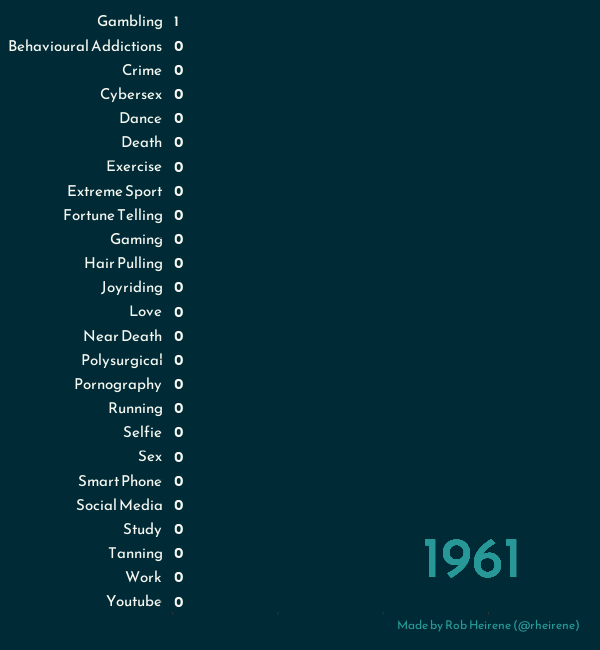 Gambling 1
Behavioural Addictions 0
Crime 0
Cybersex 0
Dance 0
Death 0
Exercise 0
Extreme Sport 0
Fortune Telling 0
Gaming 0
Hair Pulling 0
Joyriding 0
Love 0
Near Death 0
Polysurgical 0
Pornography 0
Running 0
Selfie 0
Sex 0
Smart Phone 0
Social Media 0
Study 0
Tanning 0
Work 0
Youtube 0
1961
Made by Rob Heirene (@rheirene)